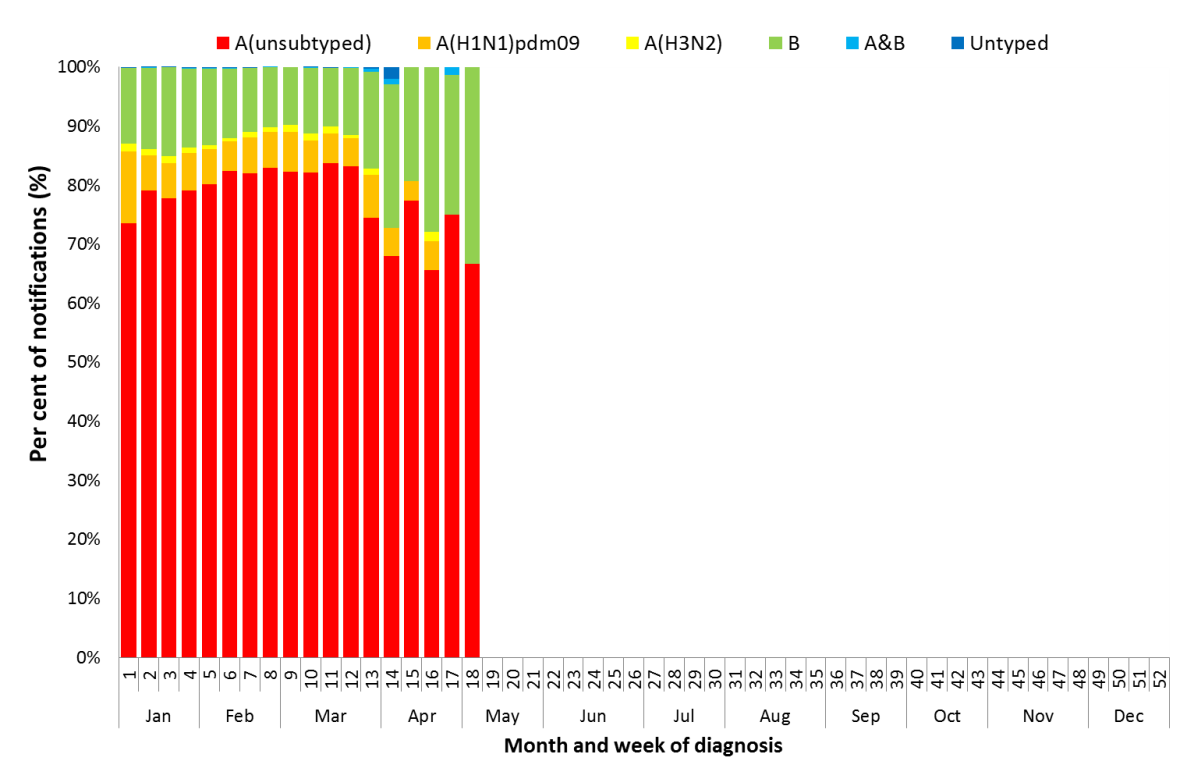 A(unsubtyped) A(H1N1)pdm09 A(H3N2) B A&B Untyped
100%
90%
80%
70%
60%
50%
40%
30%
20%
10%
0%
Per cent of notifications (%)
1 2 3 4 5 6 7 8 9 10 11 12 13 14 15 16 17 18 19 20 21 22 23 24 25 26 27 28 29 30 31 32 33 34 35 36 37 38 39 40 41 42 43 44 45 46 47 48 49 50 51 52
Jan Feb Mar Apr May Jun Jul Aug Sep Oct Nov Dec
Month and week of diagnosis